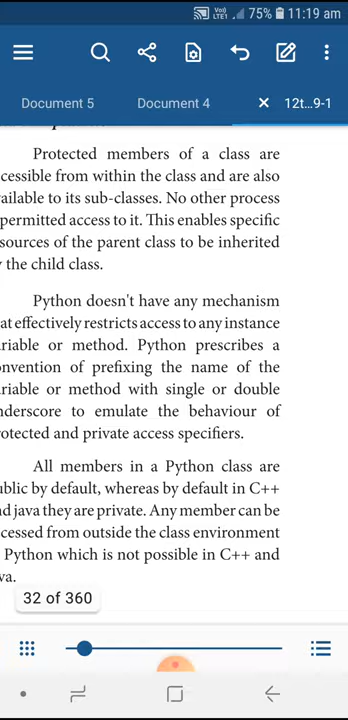 Voi) LTE1 75% 11:19 am
Document 5 Document 4 × 12t...9-1
Protected members of a class are
cessible from within the class and are also
ailable to its sub-classes. No other process
permitted access to it. This enables specific
sources of the parent class to be inherited
the child class.
Python doesn't have any mechanism
at effectively restricts access to any instance
riable or method. Python prescribes a
onvention of prefixing the name of the
riable or method with single or double
nderscore to emulate the behaviour of
otected and private access specifiers.
All members in a Python class are
ublic by default, whereas by default in C++
nd java they are private. Any member can be
cessed from outside the class environment
Python which is not possible in C++ and
va.
32 of 360